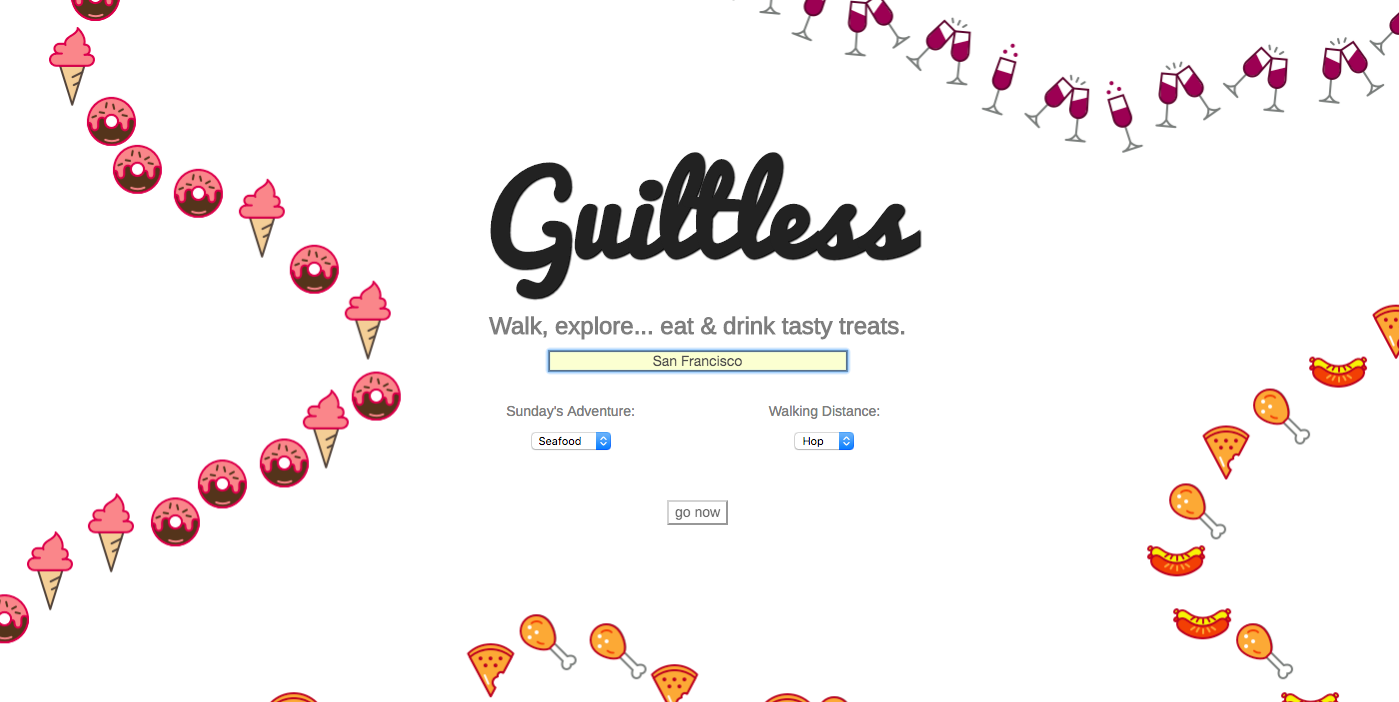 Guiltless
Walk, explore... eat & drink tasty treats.
San Francisco
Sunday's Adventure:
Walking Distance:
Seafood
Hop
go now